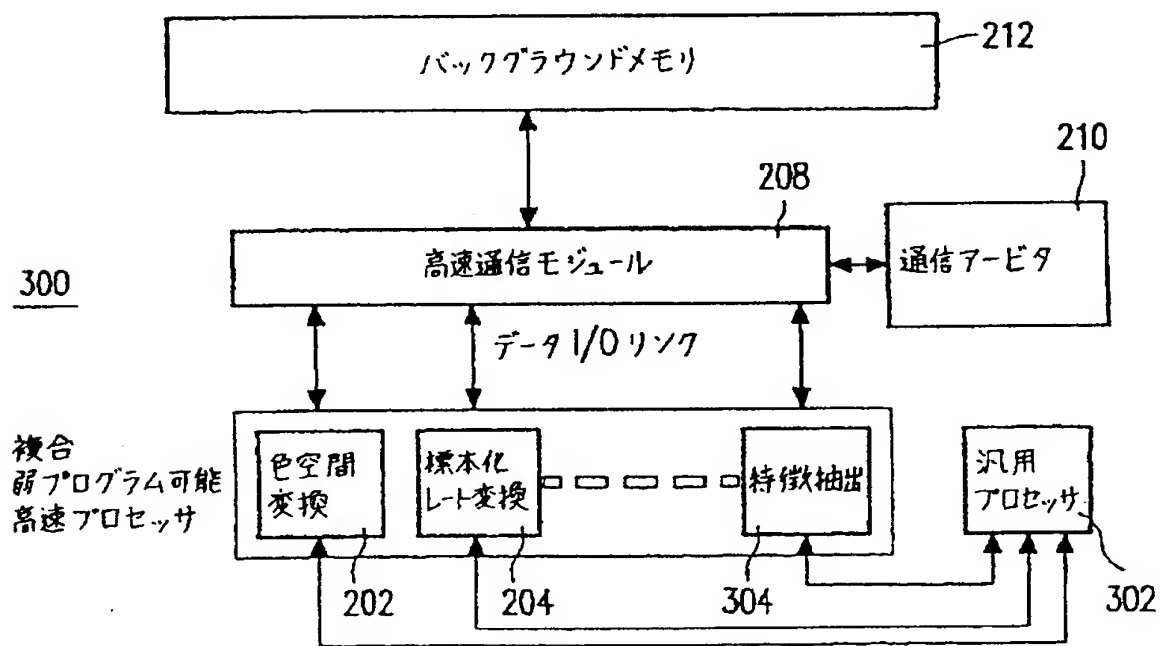 バックグラウンドメモリ
212
210
208
高速通信モジュール
通信アービタ
300
データI/Oリンク
複合
弱プログラム可能
高速プロセッサ
色空間
変換
標本化
レート変換
特徴抽出
汎用
プロセッサ
202
204
304
302